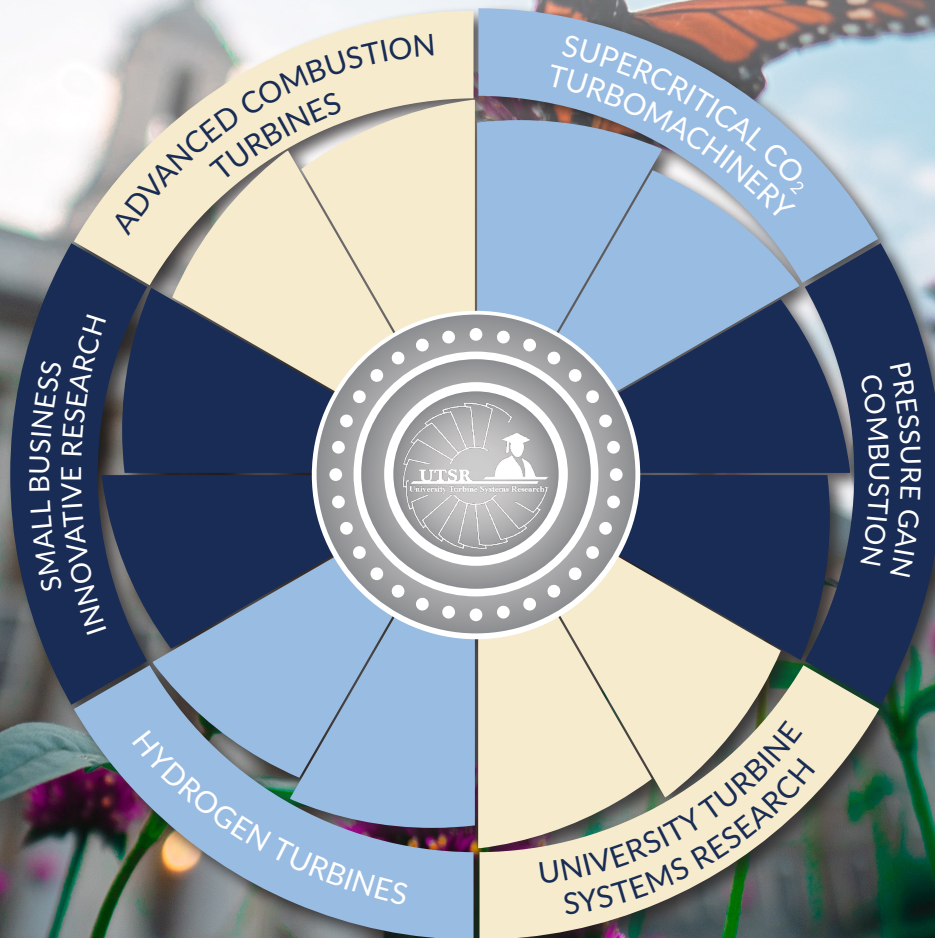 ADVANCED COMBUSTION
TURBINES
SUPERCRITICAL CO₂
TURBOMACHINERY
PRESSURE GAIN
COMBUSTION
UNIVERSITY TURBINE
SYSTEMS RESEARCH
HYDROGEN TURBINES
SMALL BUSINESS
INNOVATIVE RESEARCH
UTSR
University Turbine Systems Research